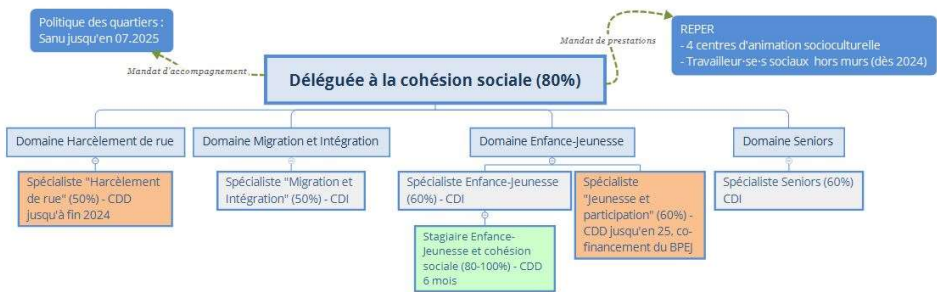 Politique des quartiers :
Sanu jusqu'en 07.2025
Mandat d'accompagnement
Mandat de prestations
REPER
- 4 centres d'animation socioculturelle
- Travailleur·se·s sociaux hors murs (dès 2024)
Déléguée à la cohésion sociale (80%)
Domaine Harcèlement de rue
Domaine Migration et Intégration
Domaine Enfance-Jeunesse
Domaine Seniors
Spécialiste "Harcèlement
de rue" (50%) - CDD
jusqu'à fin 2024
Spécialiste "Migration et
Intégration" (50%) - CDI
Spécialiste Enfance-Jeunesse
(60%) - CDI
Spécialiste
"Jeunesse et
participation" (60%) -
CDD jusqu'en 25, co-
financement du BPEJ
Spécialiste Seniors (60%)
CDI
Stagiaire Enfance-
Jeunesse et cohésion
sociale (80-100%) - CDD
6 mois